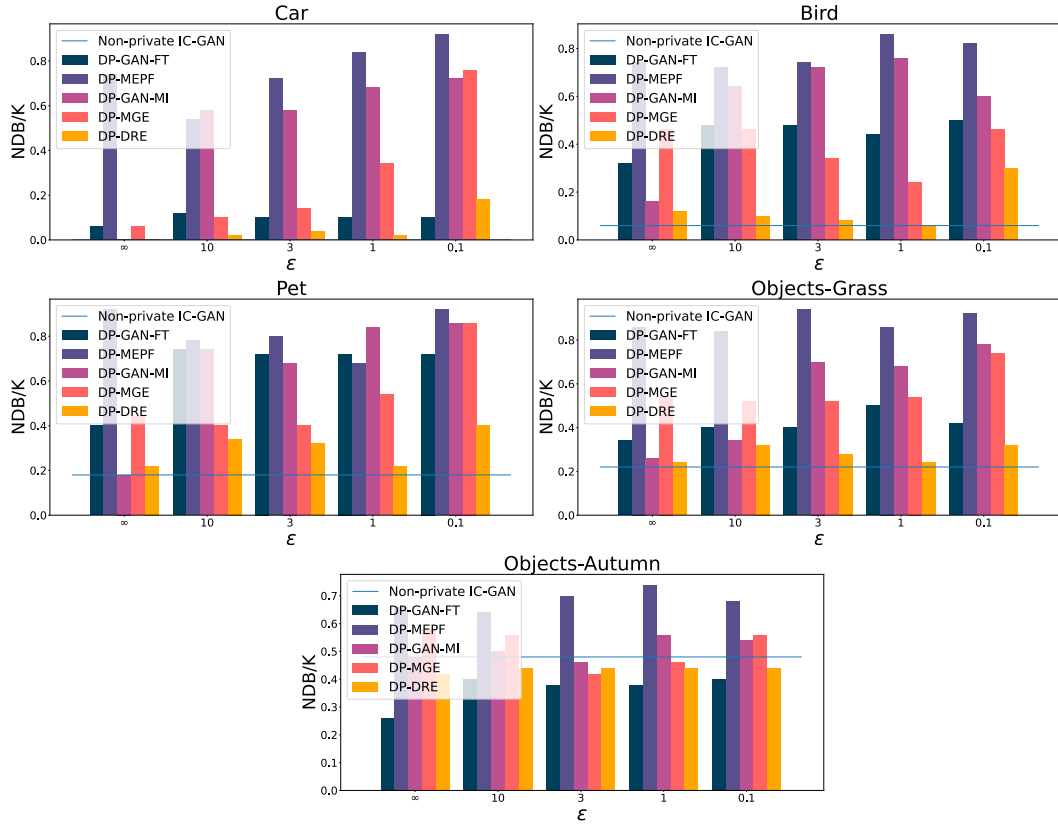 Car
NDB/K
0.8
0.6
0.4
0.2
0.0
Non-private IC-GAN
DP-GAN-FT
DP-MEPF
DP-GAN-MI
DP-MGE
DP-DRE
∞ 10 3 1 0.1
ε
Bird
NDB/K
0.8
0.6
0.4
0.2
0.0
Non-private IC-GAN
DP-GAN-FT
DP-MEPF
DP-GAN-MI
DP-MGE
DP-DRE
∞ 10 3 1 0.1
ε
Pet
NDB/K
0.8
0.6
0.4
0.2
0.0
Non-private IC-GAN
DP-GAN-FT
DP-MEPF
DP-GAN-MI
DP-MGE
DP-DRE
∞ 10 3 1 0.1
ε
Objects-Grass
NDB/K
0.8
0.6
0.4
0.2
0.0
Non-private IC-GAN
DP-GAN-FT
DP-MEPF
DP-GAN-MI
DP-MGE
DP-DRE
∞ 10 3 1 0.1
ε
Objects-Autumn
NDB/K
0.7
0.6
0.5
0.4
0.3
0.2
0.1
0.0
Non-private IC-GAN
DP-GAN-FT
DP-MEPF
DP-GAN-MI
DP-MGE
DP-DRE
∞ 10 3 1 0.1
ε